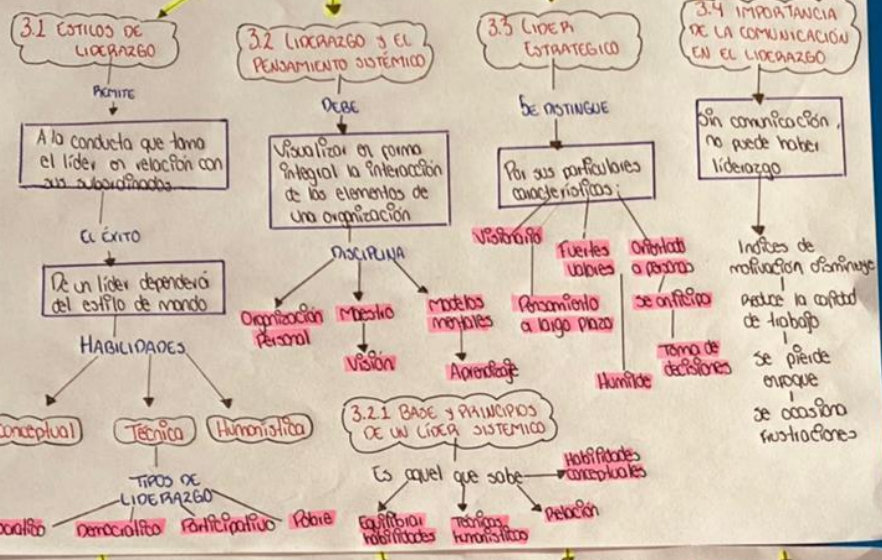 3.1 ESTILOS DE
LIDERAZGO
REMITE
A la conducta que toma
el líder en relación con
sus subordinados
EL ÉXITO
De un líder dependerá
del estilo de mando
HABILIDADES
Conceptual
Técnica
Humanística
TIPOS DE
LIDERAZGO
Democrático
Participativo
Pobre
3.2 LIDERAZGO Y EL
PENSAMIENTO SISTÉMICO
DEBE
Visualizar en forma
integral la interacción
de los elementos de
una organización
DISCIPLINA
Organización
Personal
Maestro
Visión
Modelos
mentales
Aprendizaje
3.2.1 BASE Y PRINCIPIOS
DE UN LÍDER SISTEMICO
Es aquel que sabe
Habilidades
conceptuales
Equilibrar
habilidades
Técnicas
humanísticas
Relación
3.3 LIDER
ESTRATEGICO
SE DISTINGUE
Por sus particulares
características:
Visionario
Pensamiento
a largo plazo
Fuertes
valores
Humilde
Orientado
a personas
se anticipa
Toma de
decisiones
3.4 IMPORTANCIA
DE LA COMUNICACIÓN
EN EL LIDERAZGO
Sin comunicación,
no puede haber
liderazgo
Indices de
motivación disminuye
Reduce la calidad
de trabajo
se pierde
enfoque
se ocasiona
frustraciones